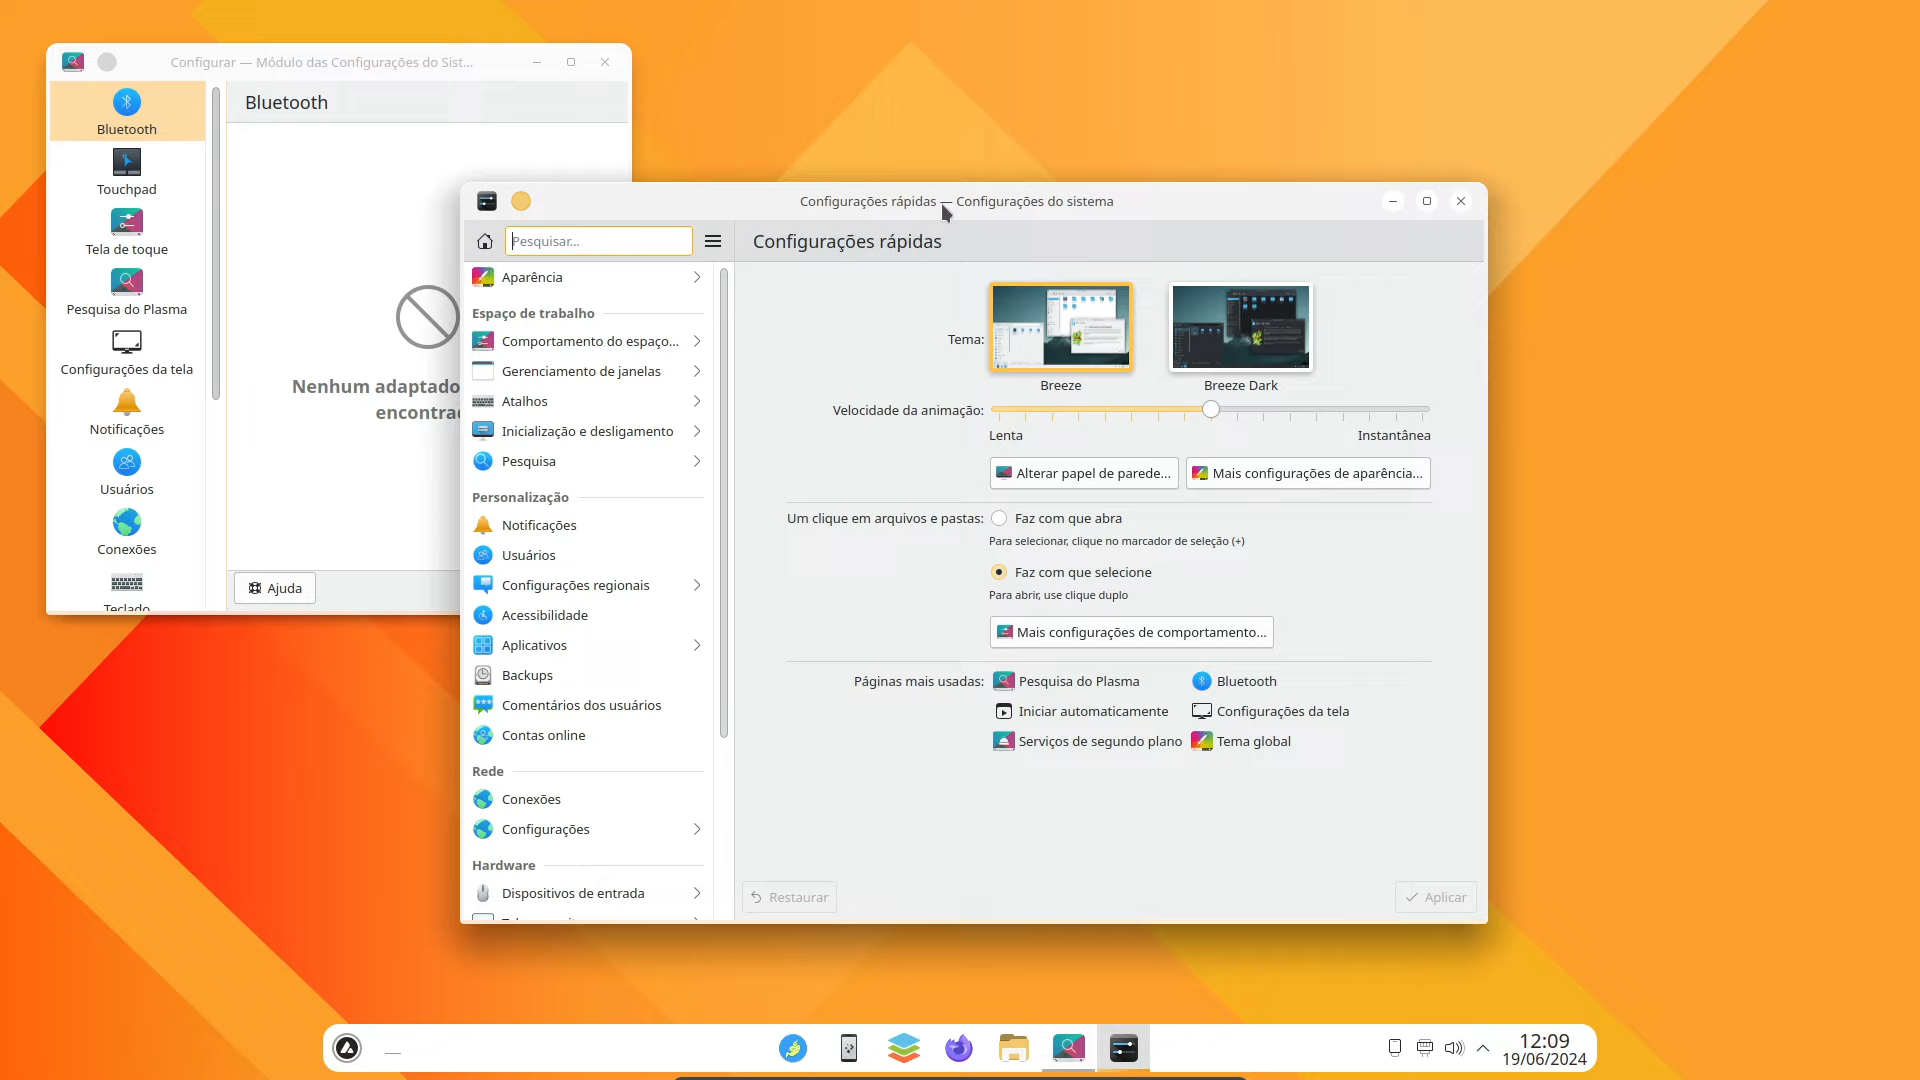 Configurar — Módulo das Configurações do Sist...
Bluetooth
Touchpad
Tela de toque
Pesquisa do Plasma
Configurações da tela
Notificações
Usuários
Conexões
Teclado
Bluetooth
Nenhum adaptado
encontrad
Ajuda
Configurações rápidas — Configurações do sistema
Pesquisar...
Configurações rápidas
Aparência
Espaço de trabalho
Comportamento do espaço...
Gerenciamento de janelas
Atalhos
Inicialização e desligamento
Pesquisa
Personalização
Notificações
Usuários
Configurações regionais
Acessibilidade
Aplicativos
Backups
Comentários dos usuários
Contas online
Rede
Conexões
Configurações
Hardware
Dispositivos de entrada
Tema:
Breeze
Breeze Dark
Velocidade da animação:
Lenta
Instantânea
Alterar papel de parede...
Mais configurações de aparência...
Um clique em arquivos e pastas:
Faz com que abra
Para selecionar, clique no marcador de seleção (+)
Faz com que selecione
Para abrir, use clique duplo
Mais configurações de comportamento...
Páginas mais usadas:
Pesquisa do Plasma
Bluetooth
Iniciar automaticamente
Configurações da tela
Serviços de segundo plano
Tema global
Restaurar
Aplicar
12:09
19/06/2024